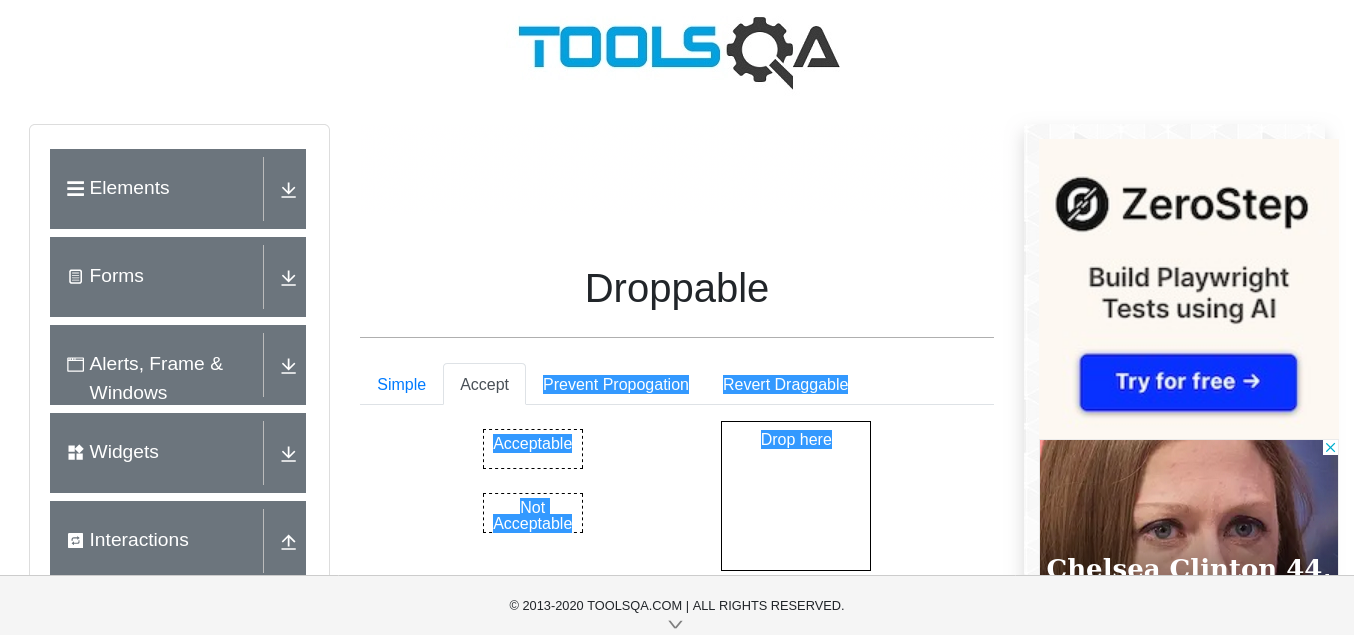 TOOLSQA
Elements
Forms
Alerts, Frame &
Windows
Widgets
Interactions
Droppable
Simple
Accept
Prevent Propogation
Revert Draggable
Acceptable
Not
Acceptable
Drop here
ZeroStep
Build Playwright
Tests using AI
Try for free →
Chelsea Clinton 44,
© 2013-2020 TOOLSQA.COM | ALL RIGHTS RESERVED.